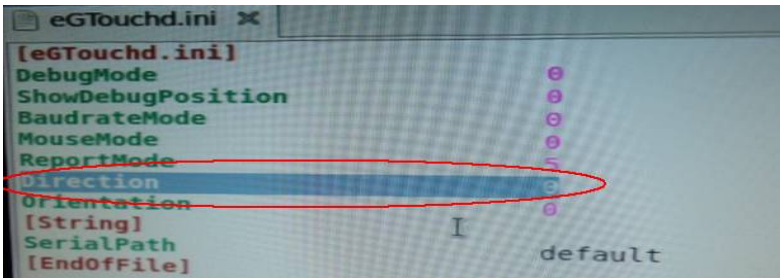 eGTouchd.ini
[eGTouchd.ini]
DebugMode 0
ShowDebugPosition 0
BaudrateMode 0
MouseMode 0
ReportMode 5
Direction 0
Orientation 0
[String]
SerialPath default
[EndOfFile]